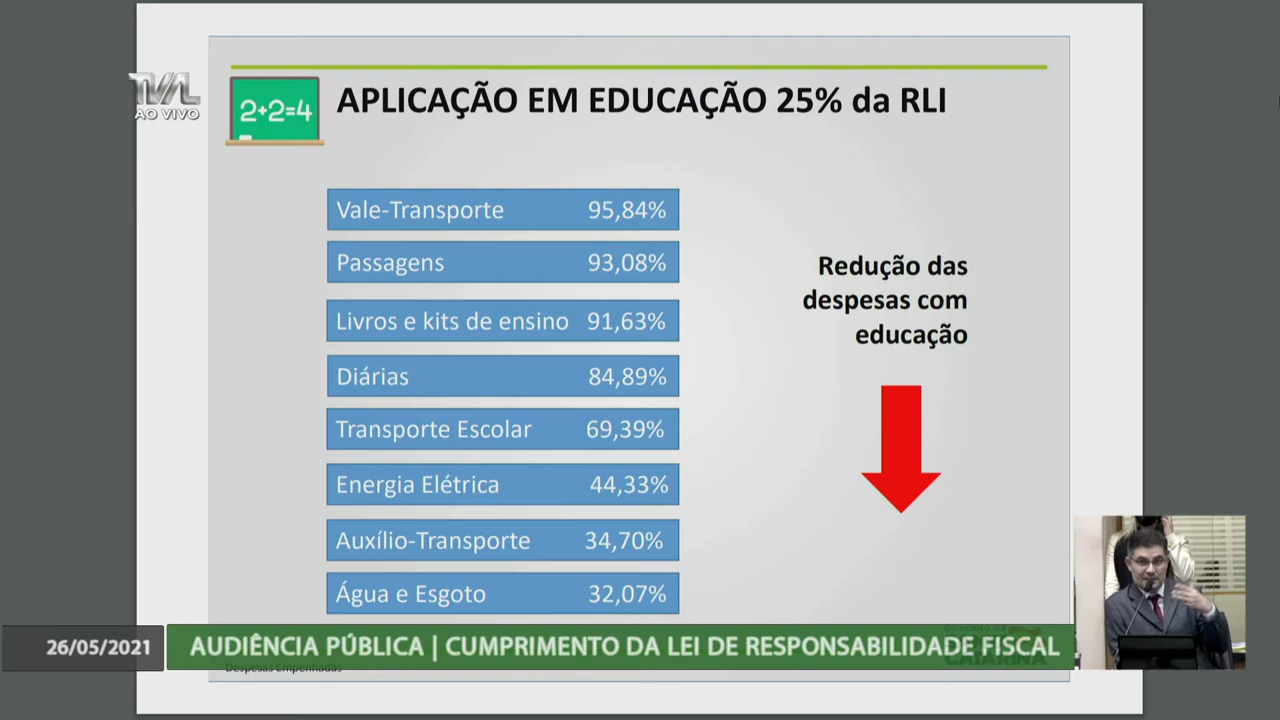 TVAL
AO VIVO
2+2=4
APLICAÇÃO EM EDUCAÇÃO 25% da RLI
Vale-Transporte 95,84%
Passagens 93,08%
Livros e kits de ensino 91,63%
Diárias 84,89%
Transporte Escolar 69,39%
Energia Elétrica 44,33%
Auxílio-Transporte 34,70%
Água e Esgoto 32,07%
Redução das
despesas com
educação
26/05/2021
AUDIÊNCIA PÚBLICA | CUMPRIMENTO DA LEI DE RESPONSABILIDADE FISCAL
Despesas Empenhadas